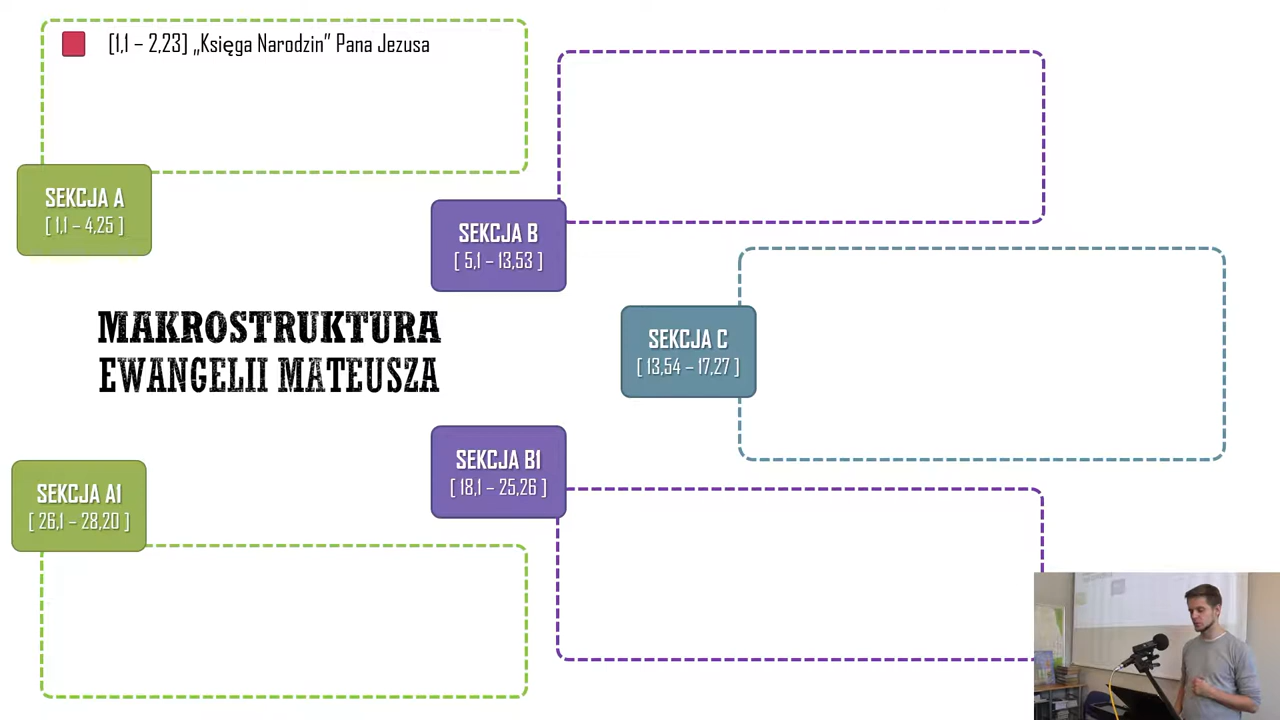 [1,1 – 2,23] „Księga Narodzin” Pana Jezusa
SEKCJA A
[ 1,1 – 4,25 ]
SEKCJA B
[ 5,1 – 13,53 ]
SEKCJA C
[ 13,54 – 17,27 ]
MAKROSTRUKTURA
EWANGELII MATEUSZA
SEKCJA B1
[ 18,1 – 25,26 ]
SEKCJA A1
[ 26,1 – 28,20 ]